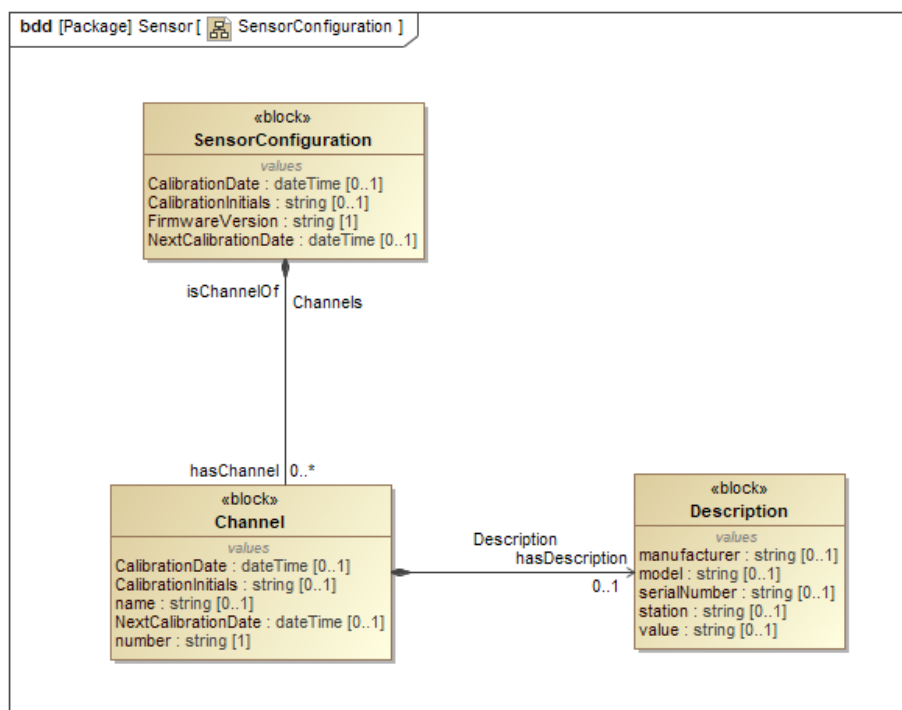 bdd [Package] Sensor [ SensorConfiguration ]
«block»
SensorConfiguration
values
CalibrationDate : dateTime [0..1]
CalibrationInitials : string [0..1]
FirmwareVersion : string [1]
NextCalibrationDate : dateTime [0..1]
isChannelOf
Channels
hasChannel 0..*
«block»
Channel
values
CalibrationDate : dateTime [0..1]
CalibrationInitials : string [0..1]
name : string [0..1]
NextCalibrationDate : dateTime [0..1]
number : string [1]
Description
hasDescription
0..1
«block»
Description
values
manufacturer : string [0..1]
model : string [0..1]
serialNumber : string [0..1]
station : string [0..1]
value : string [0..1]